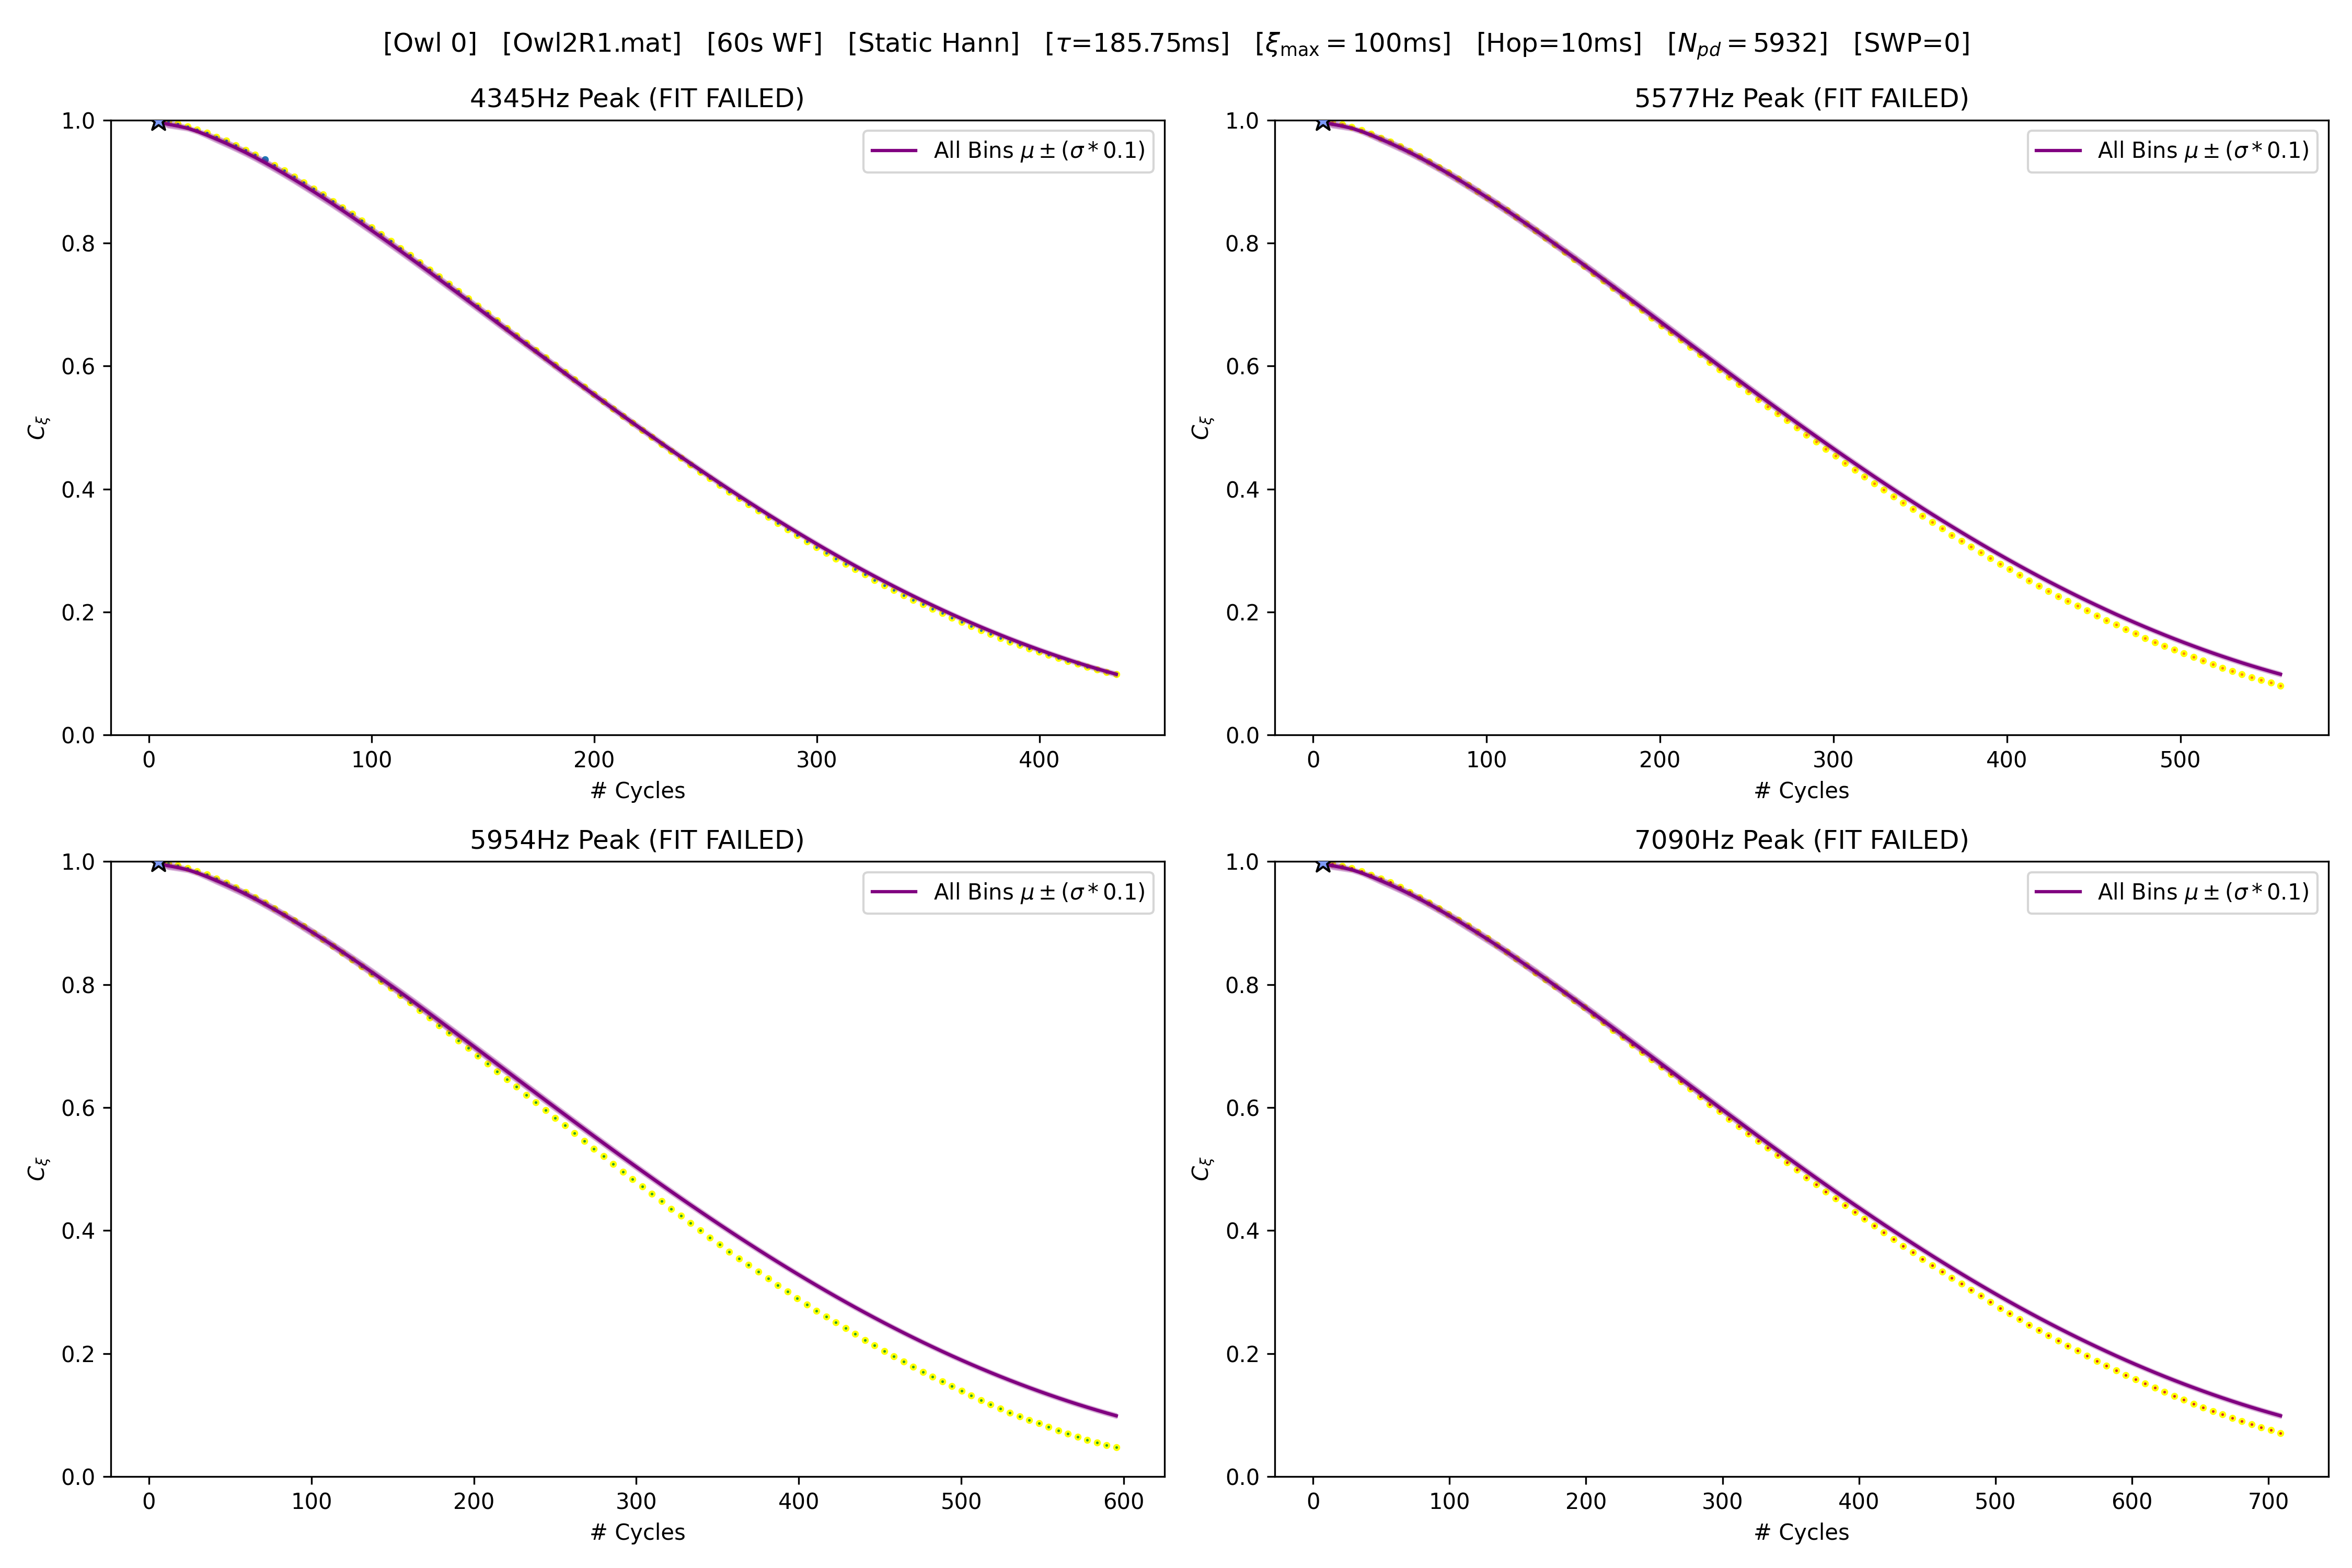 [Owl 0] [Owl2R1.mat] [60s WF] [Static Hann] [τ=185.75ms] [ξmax = 100ms] [Hop=10ms] [Npd = 5932] [SWP=0]
4345Hz Peak (FIT FAILED)
1.0
0.8
0.6
0.4
0.2
0.0
Cξ
All Bins μ ± (σ * 0.1)
0 100 200 300 400
# Cycles
5577Hz Peak (FIT FAILED)
1.0
0.8
0.6
0.4
0.2
0.0
Cξ
All Bins μ ± (σ * 0.1)
0 100 200 300 400 500
# Cycles
5954Hz Peak (FIT FAILED)
1.0
0.8
0.6
0.4
0.2
0.0
Cξ
All Bins μ ± (σ * 0.1)
0 100 200 300 400 500 600
# Cycles
7090Hz Peak (FIT FAILED)
1.0
0.8
0.6
0.4
0.2
0.0
Cξ
All Bins μ ± (σ * 0.1)
0 100 200 300 400 500 600 700
# Cycles